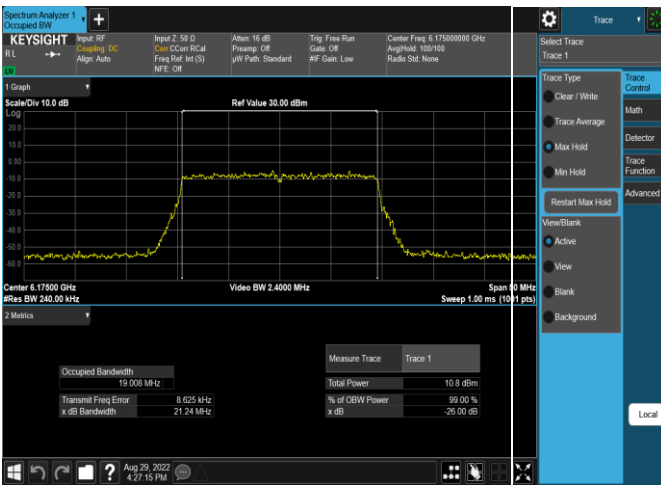 Spectrum Analyzer 1
Occupied BW
KEYSIGHT
R L
LW
Input: RF
Coupling: DC
Align: Auto
Input Z: 50 Ω
Corr CCorr RCal
Freq Ref: Int (S)
NFE: Off
Atten: 16 dB
Preamp: Off
µW Path: Standard
Trig: Free Run
Gate: Off
#IF Gain: Low
Center Freq: 6.175000000 GHz
Avg|Hold: 100/100
Radio Std: None
1 Graph
Scale/Div 10.0 dB
Ref Value 30.00 dBm
Log
20.0
10.0
0.00
-10.0
-20.0
-30.0
-40.0
-50.0
-60.0
Center 6.17500 GHz
Video BW 2.4000 MHz
Span 50 MHz
#Res BW 240.00 kHz
Sweep 1.00 ms (1001 pts)
2 Metrics
Occupied Bandwidth
19.008 MHz
Transmit Freq Error 8.625 kHz
x dB Bandwidth 21.24 MHz
Measure Trace Trace 1
Total Power 10.8 dBm
% of OBW Power 99.00 %
x dB -26.00 dB
Aug 29, 2022
4:27:15 PM
Trace
Select Trace
Trace 1
Trace Type
Clear / Write
Trace Average
Max Hold
Min Hold
Restart Max Hold
View/Blank
Active
View
Blank
Background
Trace
Control
Math
Detector
Trace
Function
Advanced
Local